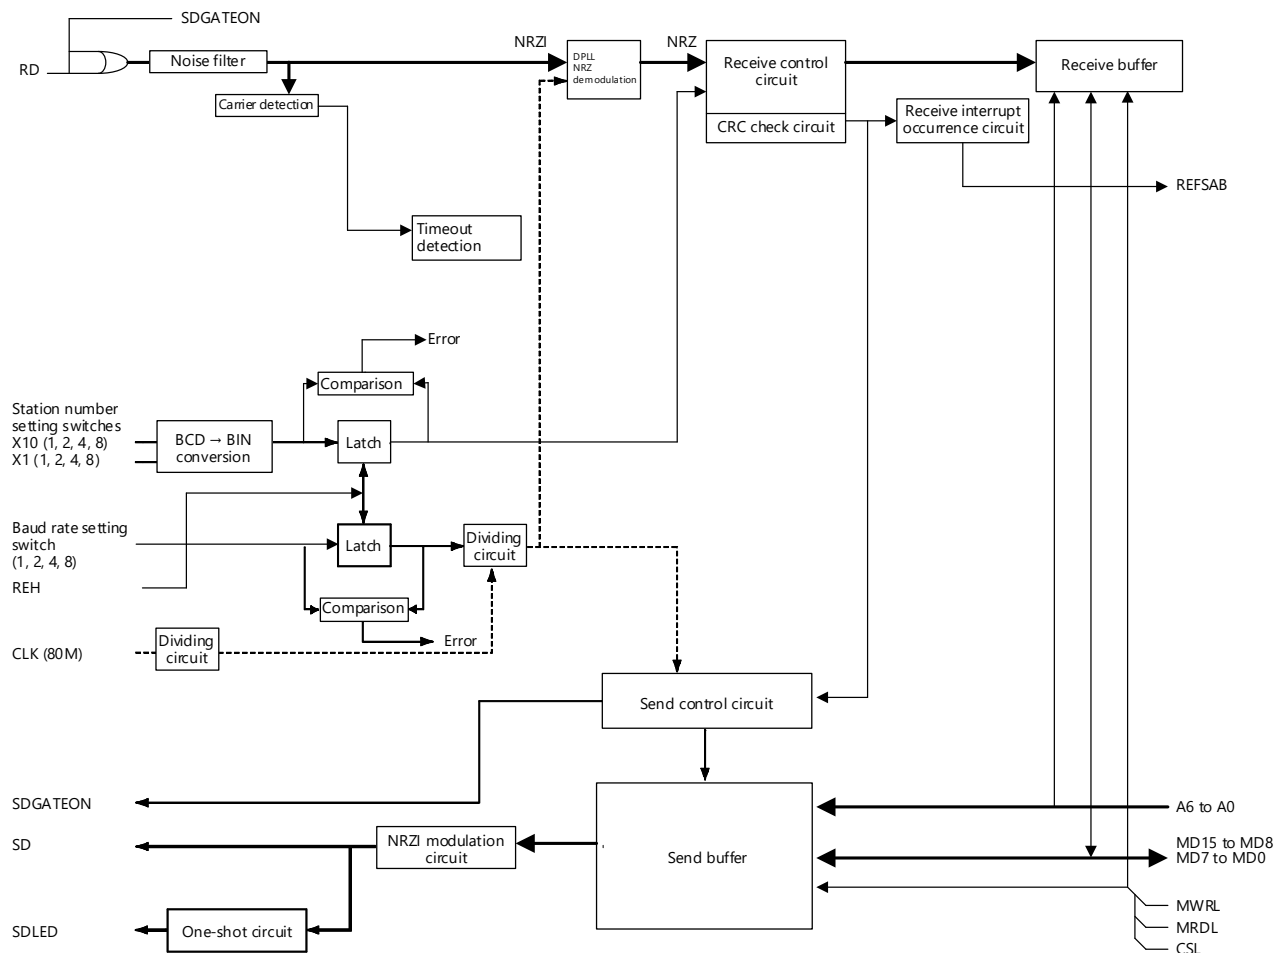 SDGATEON
RD
Noise filter
NRZI
DPLL
NRZ
demodulation
NRZ
Receive control
circuit
CRC check circuit
Receive buffer
Carrier detection
Receive interrupt
occurrence circuit
REFSAB
Timeout
detection
Error
Comparison
Station number
setting switches
X10 (1, 2, 4, 8)
X1 (1, 2, 4, 8)
BCD → BIN
conversion
Latch
Baud rate setting
switch
(1, 2, 4, 8)
Latch
Dividing
circuit
REH
Comparison
Error
CLK (80M)
Dividing
circuit
Send control circuit
SDGATEON
A6 to A0
SD
NRZI modulation
circuit
Send buffer
MD15 to MD8
MD7 to MD0
SDLED
One-shot circuit
MWRL
MRDL
CSL